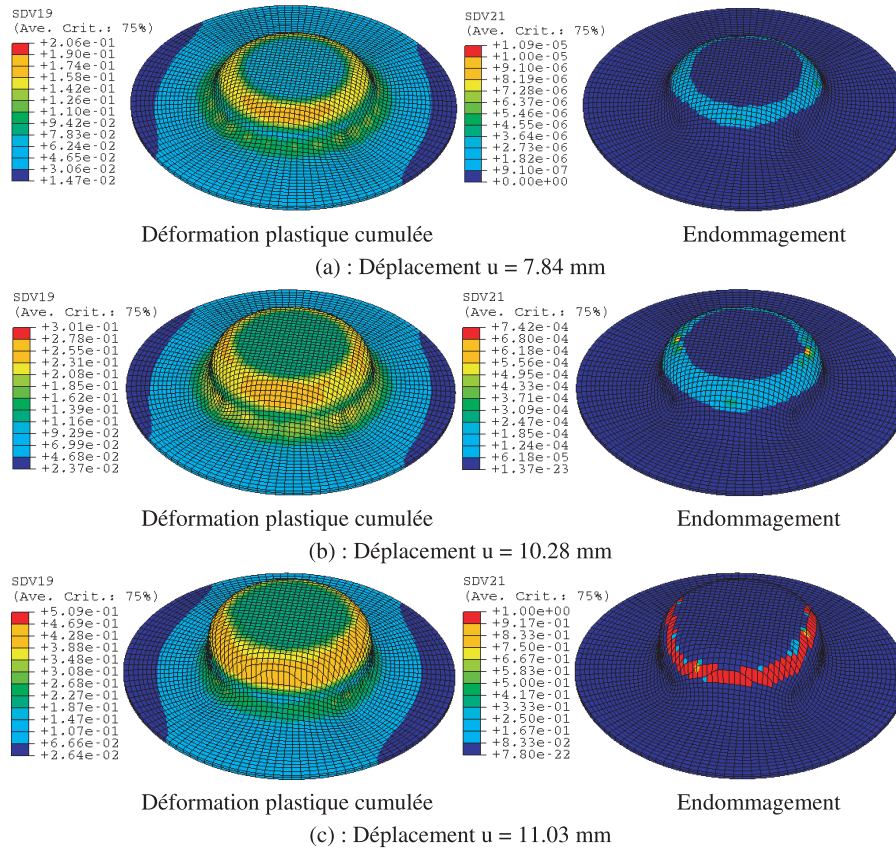 SDV19
(Ave. Crit.: 75%)
+2.06e-01
+1.90e-01
+1.74e-01
+1.58e-01
+1.42e-01
+1.26e-01
+1.10e-01
+9.42e-02
+7.83e-02
+6.24e-02
+4.65e-02
+3.06e-02
+1.47e-02
SDV21
(Ave. Crit.: 75%)
+1.09e-05
+1.00e-05
+9.10e-06
+7.28e-06
+6.37e-06
+5.46e-06
+4.55e-06
+3.64e-06
+2.73e-06
+1.82e-06
+9.10e-07
+0.00e+00
Déformation plastique cumulée
Endommagement
(a) : Déplacement u = 7.84 mm
SDV19
(Ave. Crit.: 75%)
+3.01e-01
+2.78e-01
+2.55e-01
+2.31e-01
+2.08e-01
+1.85e-01
+1.62e-01
+1.39e-01
+1.16e-01
+9.29e-02
+6.99e-02
+4.68e-02
+2.37e-02
SDV21
(Ave. Crit.: 75%)
+7.42e-04
+6.80e-04
+6.18e-04
+5.56e-04
+4.95e-04
+4.33e-04
+3.71e-04
+3.09e-04
+2.47e-04
+1.85e-04
+1.24e-04
+6.18e-05
+1.37e-23
Déformation plastique cumulée
Endommagement
(b) : Déplacement u = 10.28 mm
SDV19
(Ave. Crit.: 75%)
+5.09e-01
+4.69e-01
+4.28e-01
+3.88e-01
+3.48e-01
+3.08e-01
+2.68e-01
+2.27e-01
+1.87e-01
+1.47e-01
+1.07e-01
+6.66e-02
+2.64e-02
SDV21
(Ave. Crit.: 75%)
+1.00e+00
+9.17e-01
+8.33e-01
+7.50e-01
+6.67e-01
+5.83e-01
+5.00e-01
+4.17e-01
+3.33e-01
+2.50e-01
+1.67e-01
+8.33e-02
+7.80e-22
Déformation plastique cumulée
Endommagement
(c) : Déplacement u = 11.03 mm